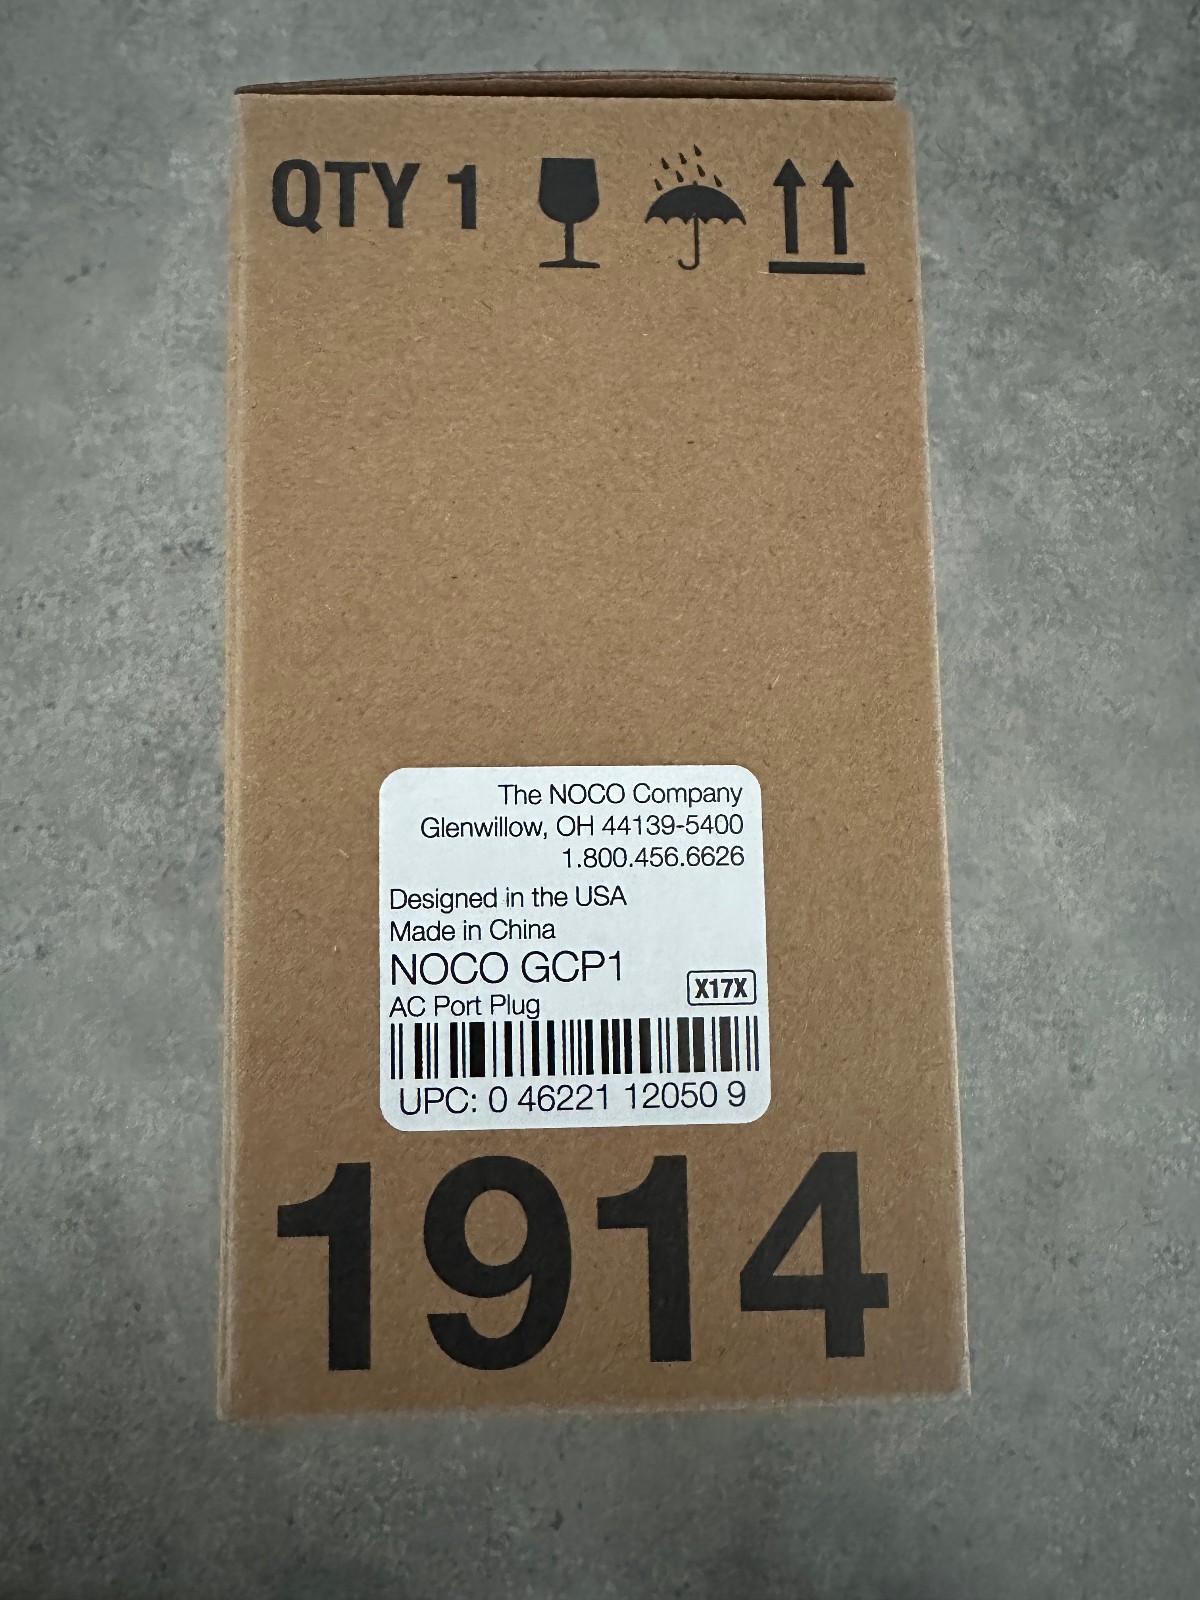 QTY 1
The NOCO Company
Glenwillow, OH 44139-5400
1.800.456.6626
Designed in the USA
Made in China
NOCO GCP1
AC Port Plug
X17X
UPC: 0 46221 12050 9
1914